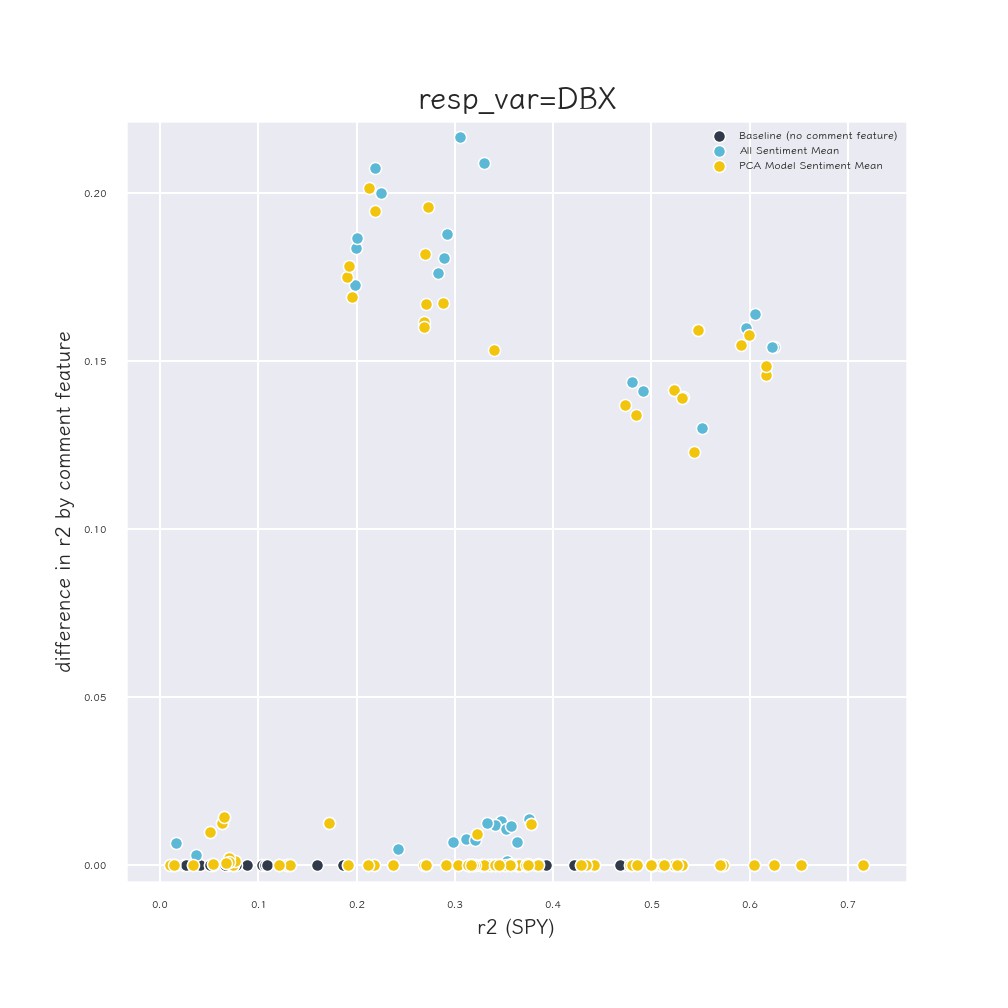 resp_var=DBX
Baseline (no comment feature)
All Sentiment Mean
PCA Model Sentiment Mean
difference in r2 by comment feature
0.20
0.15
0.10
0.05
0.00
0.0 0.1 0.2 0.3 0.4 0.5 0.6 0.7
r2 (SPY)